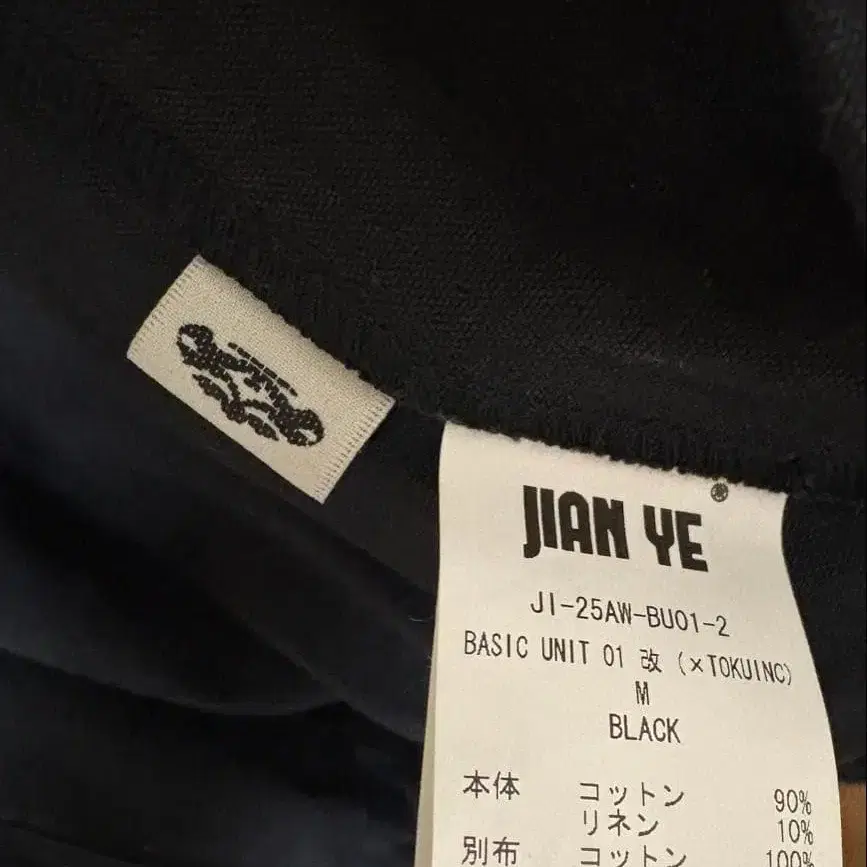 JIAN YE®
JI-25AW-BU01-2
BASIC UNIT 01 改 (×TOKUINC)
M
BLACK
本体 コットン 90%
リネン 10%
別布 コットン 100%